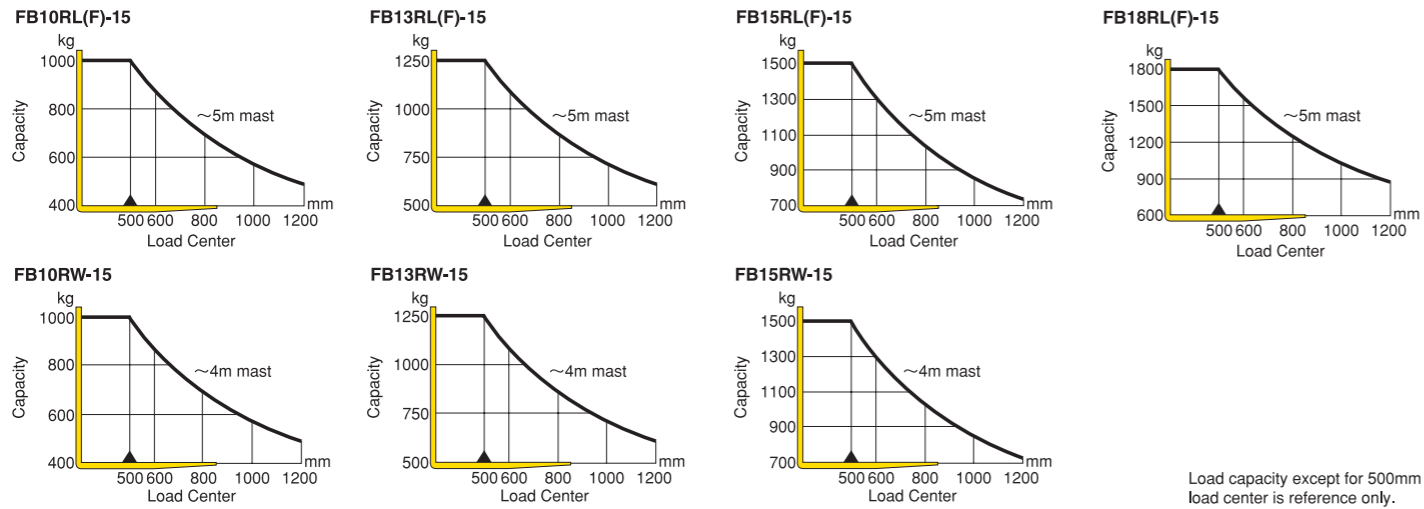 FB10RL(F)-15
kg
1000
800
600
400
Capacity
~5m mast
500 600 800 1000 1200 mm
Load Center
FB13RL(F)-15
kg
1250
1000
750
500
Capacity
~5m mast
500 600 800 1000 1200 mm
Load Center
FB15RL(F)-15
kg
1500
1300
1100
900
700
Capacity
~5m mast
500 600 800 1000 1200 mm
Load Center
FB18RL(F)-15
kg
1800
1500
1200
900
600
Capacity
~5m mast
500 600 800 1000 1200 mm
Load Center
FB10RW-15
kg
1000
800
600
400
Capacity
~4m mast
500 600 800 1000 1200 mm
Load Center
FB13RW-15
kg
1250
1000
750
500
Capacity
~4m mast
500 600 800 1000 1200 mm
Load Center
FB15RW-15
kg
1500
1300
1100
900
700
Capacity
~4m mast
500 600 800 1000 1200 mm
Load Center
Load capacity except for 500mm
load center is reference only.